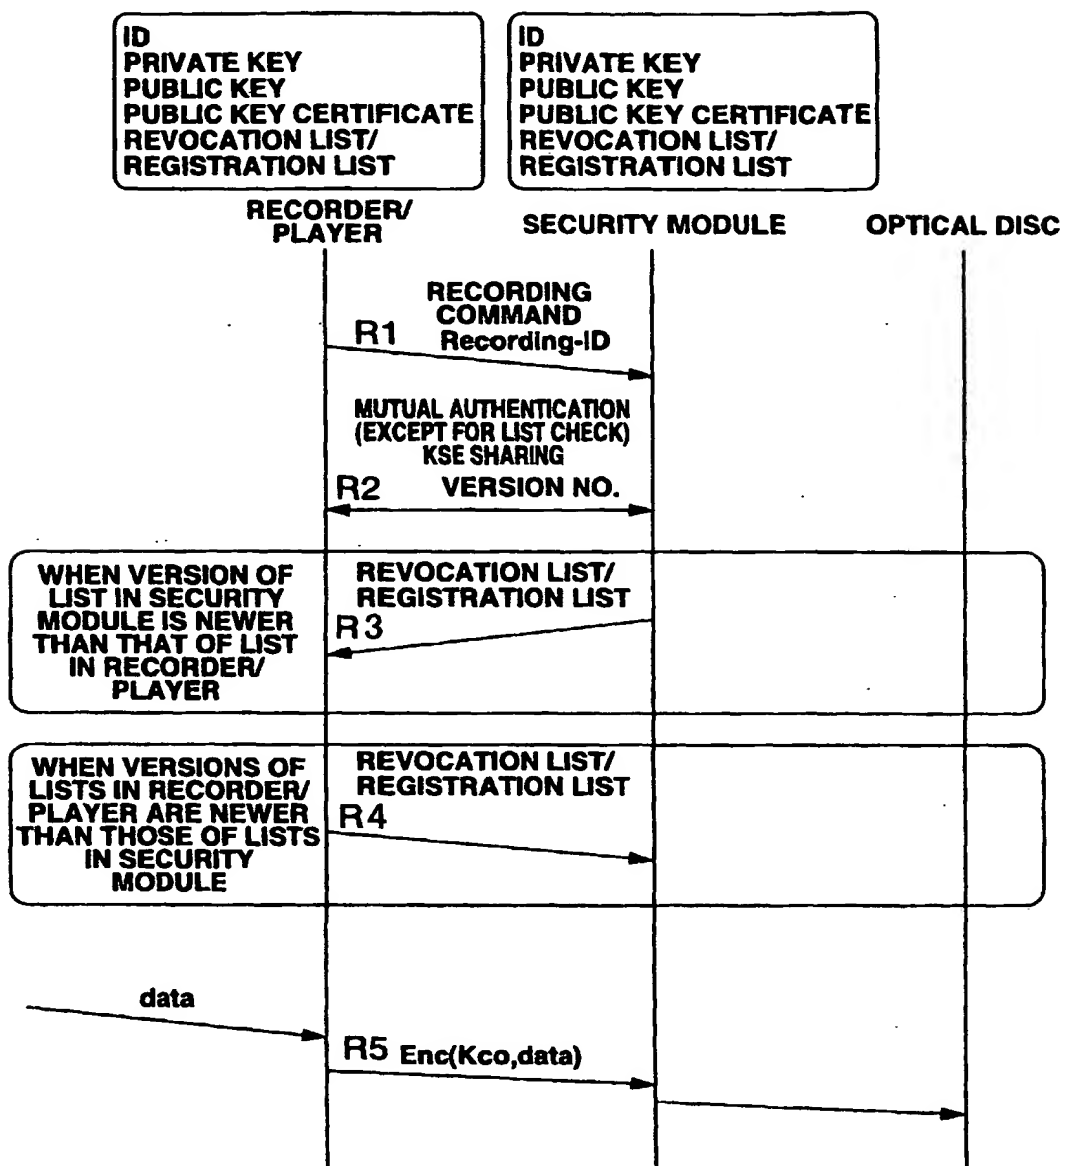 ID
PRIVATE KEY
PUBLIC KEY
PUBLIC KEY CERTIFICATE
REVOCATION LIST/
REGISTRATION LIST
ID
PRIVATE KEY
PUBLIC KEY
PUBLIC KEY CERTIFICATE
REVOCATION LIST/
REGISTRATION LIST
RECORDER/
PLAYER
SECURITY MODULE
OPTICAL DISC
RECORDING
COMMAND
R1 Recording-ID
MUTUAL AUTHENTICATION
(EXCEPT FOR LIST CHECK)
KSE SHARING
R2 VERSION NO.
WHEN VERSION OF
LIST IN SECURITY
MODULE IS NEWER
THAN THAT OF LIST
IN RECORDER/
PLAYER
REVOCATION LIST/
REGISTRATION LIST
R3
WHEN VERSIONS OF
LISTS IN RECORDER/
PLAYER ARE NEWER
THAN THOSE OF LISTS
IN SECURITY
MODULE
REVOCATION LIST/
REGISTRATION LIST
R4
data
R5 Enc(Kco,data)